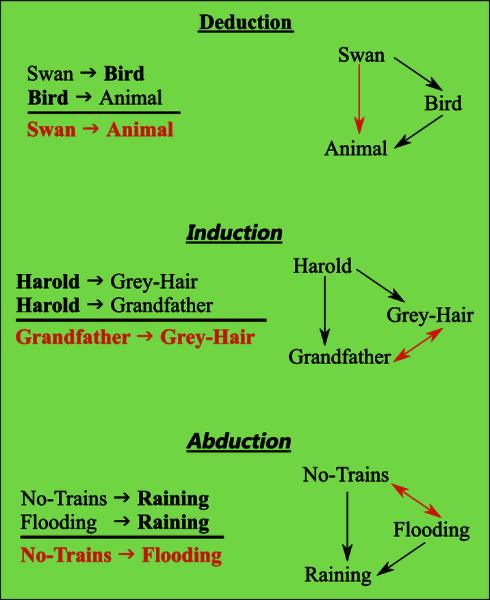 Deduction
Swan → Bird
Bird → Animal
Swan → Animal
Swan
Bird
Animal
Induction
Harold → Grey-Hair
Harold → Grandfather
Grandfather → Grey-Hair
Harold
Grey-Hair
Grandfather
Abduction
No-Trains → Raining
Flooding → Raining
No-Trains → Flooding
No-Trains
Flooding
Raining